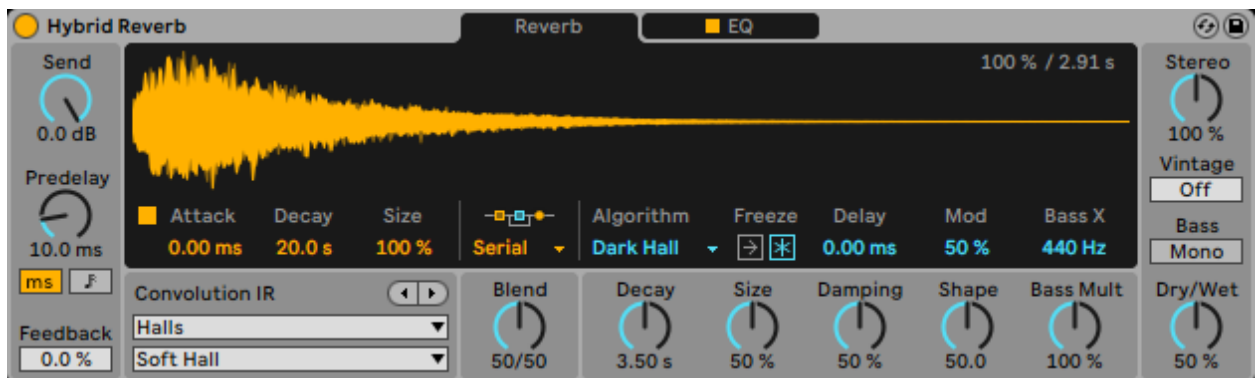 Hybrid Reverb
Reverb
EQ
Send
0.0 dB
Predelay
10.0 ms
ms
Feedback
0.0 %
100 % / 2.91 s
Attack Decay Size Algorithm Freeze Delay Mod Bass X
0.00 ms 20.0 s 100 % Serial Dark Hall 0.00 ms 50 % 440 Hz
Convolution IR
Halls
Soft Hall
Blend
50/50
Decay Size Damping Shape Bass Mult
3.50 s 50 % 50 % 50.0 100 %
Stereo
100 %
Vintage
Off
Bass
Mono
Dry/Wet
50 %